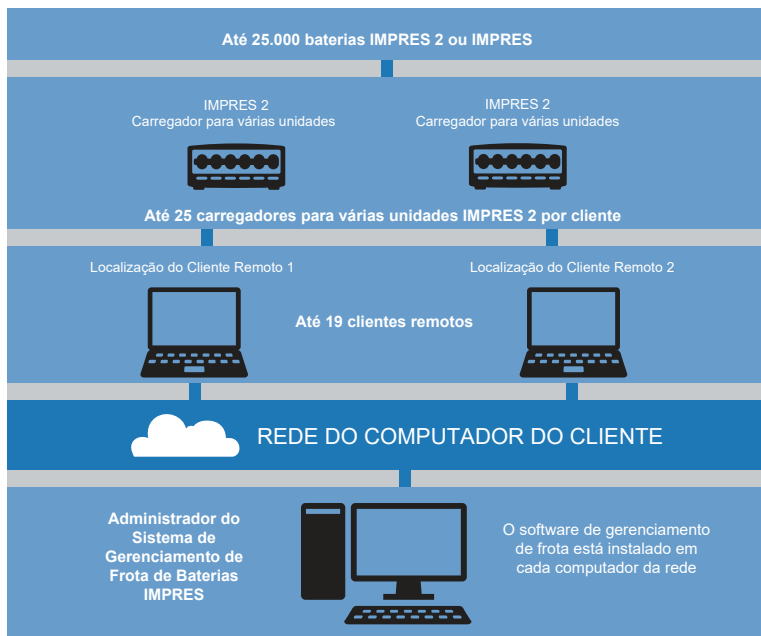 Até 25.000 baterias IMPRES 2 ou IMPRES
IMPRES 2
Carregador para várias unidades
IMPRES 2
Carregador para várias unidades
Até 25 carregadores para várias unidades IMPRES 2 por cliente
Localização do Cliente Remoto 1
Localização do Cliente Remoto 2
Até 19 clientes remotos
REDE DO COMPUTADOR DO CLIENTE
Administrador do
Sistema de
Gerenciamento de
Frota de Baterias
IMPRES
O software de gerenciamento
de frota está instalado em
cada computador da rede